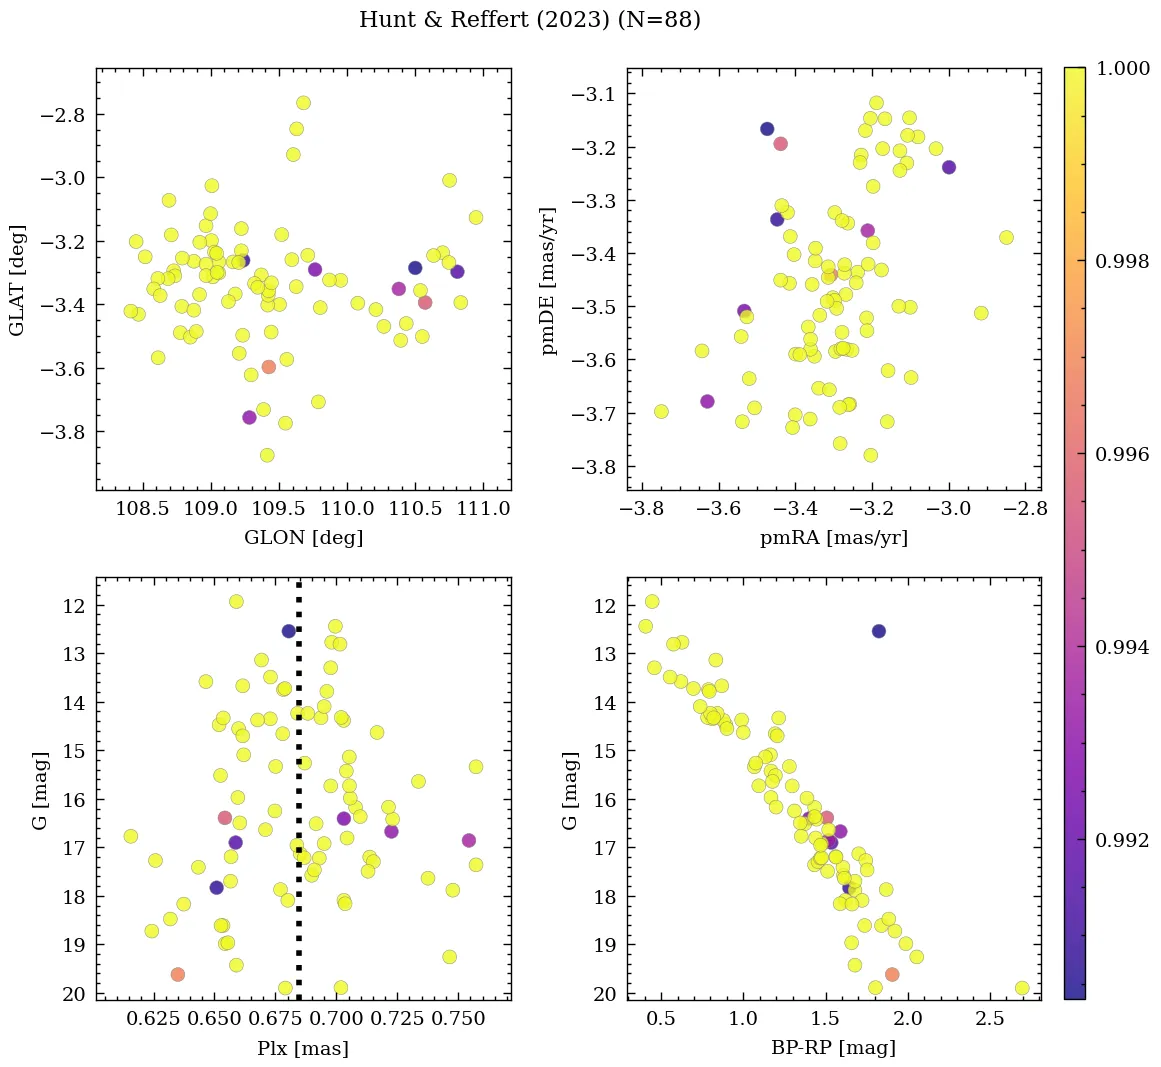 Hunt & Reffert (2023) (N=88)
−2.8
−3.0
−3.2
−3.4
−3.6
−3.8
GLAT [deg]
108.5 109.0 109.5 110.0 110.5 111.0
GLON [deg]
−3.1
−3.2
−3.3
−3.4
−3.5
−3.6
−3.7
−3.8
pmDE [mas/yr]
−3.8 −3.6 −3.4 −3.2 −3.0 −2.8
pmRA [mas/yr]
12
13
14
15
16
17
18
19
20
G [mag]
0.625 0.650 0.675 0.700 0.725 0.750
Plx [mas]
12
13
14
15
16
17
18
19
20
G [mag]
0.5 1.0 1.5 2.0 2.5
BP-RP [mag]
1.000
0.998
0.996
0.994
0.992